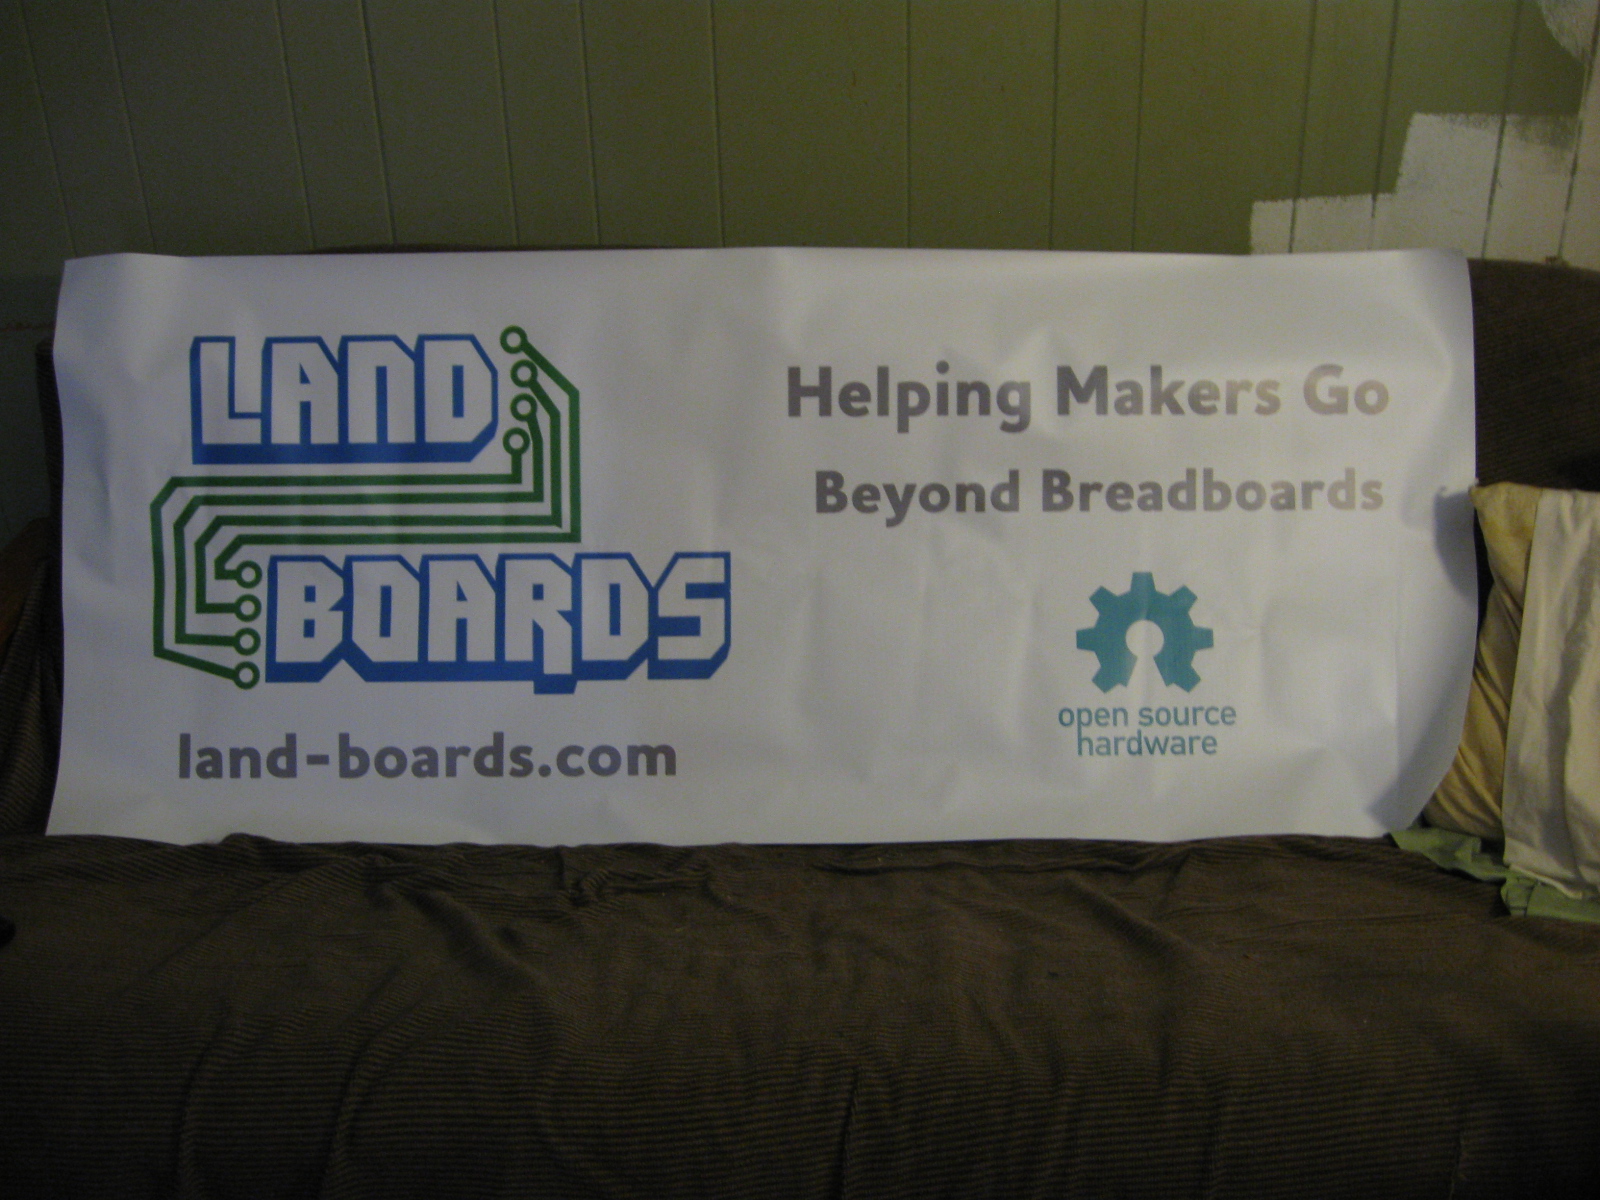 LAND
BOARDS
land-boards.com
Helping Makers Go
Beyond Breadboards
open source
hardware